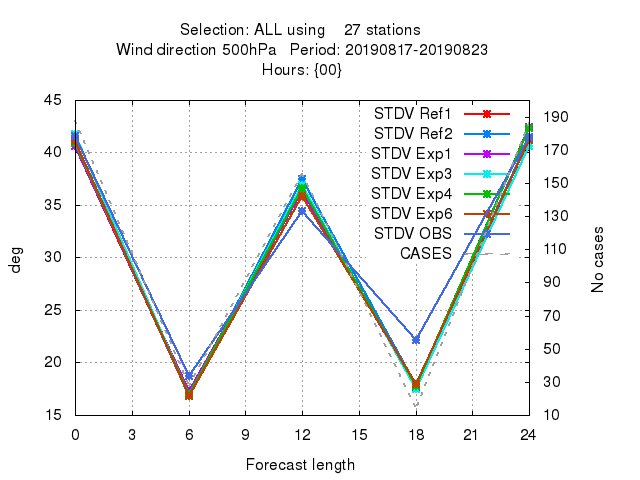 Selection: ALL using    27 stations
Wind direction 500hPa   Period: 20190817-20190823
Hours: {00}
STDV Ref1
STDV Ref2
STDV Exp1
STDV Exp3
STDV Exp4
STDV Exp6
STDV OBS
CASES
45
40
35
30
25
20
15
deg
190
170
150
130
110
90
70
50
30
10
No cases
0 3 6 9 12 15 18 21 24
Forecast length